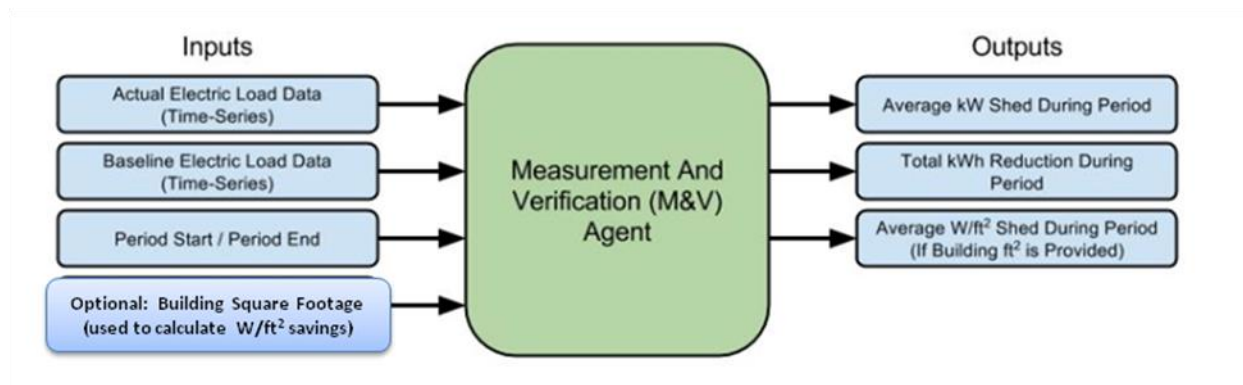 Inputs
Actual Electric Load Data
(Time-Series)
Baseline Electric Load Data
(Time-Series)
Period Start / Period End
Optional: Building Square Footage
(used to calculate W/ft² savings)
Measurement And
Verification (M&V)
Agent
Outputs
Average kW Shed During Period
Total kWh Reduction During
Period
Average W/ft² Shed During Period
(If Building ft² is Provided)